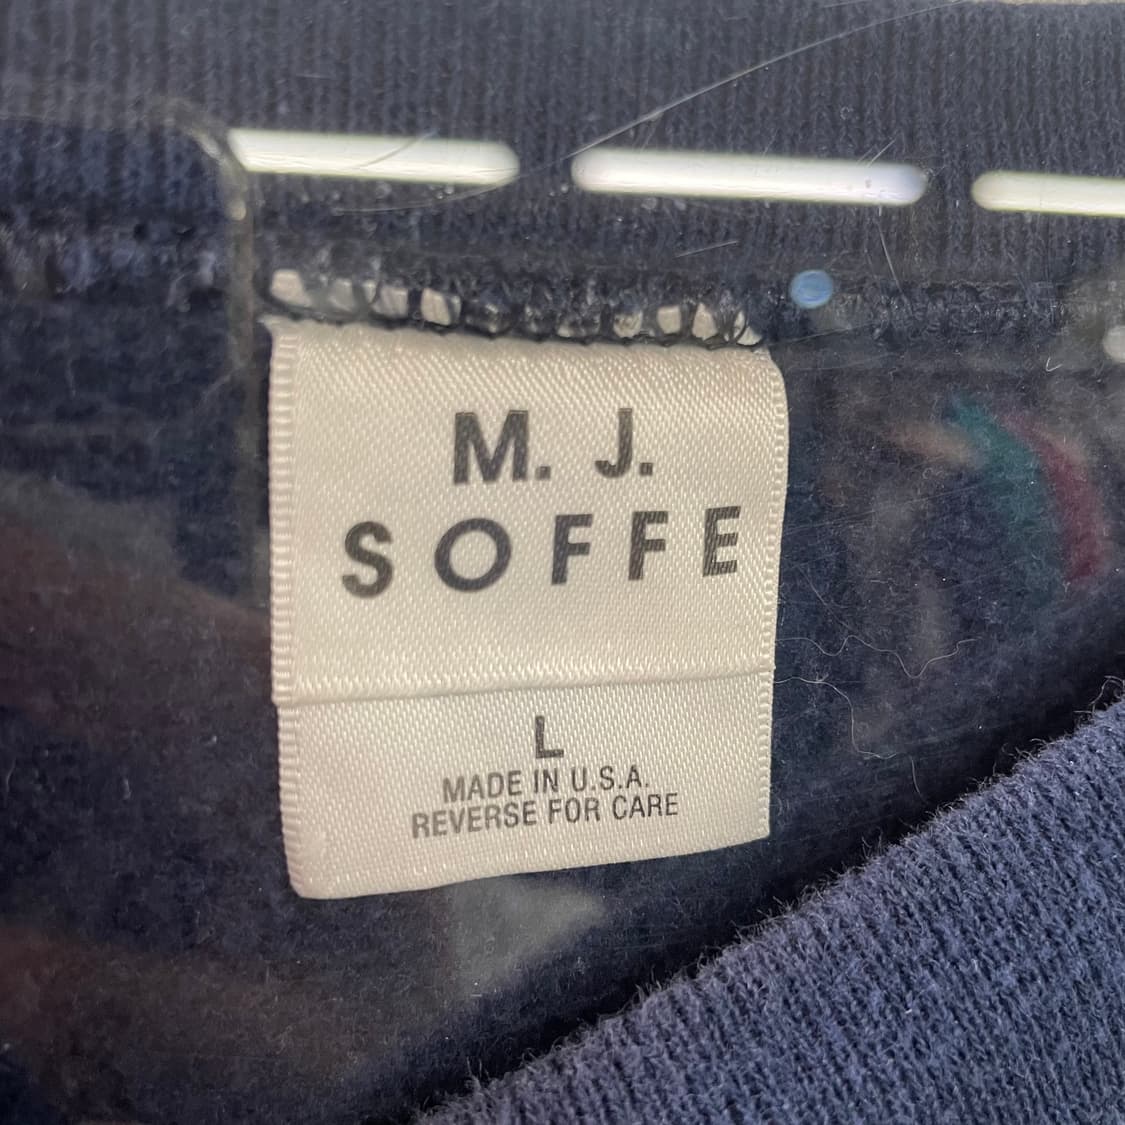 M. J.
SOFFE
L
MADE IN U.S.A.
REVERSE FOR CARE